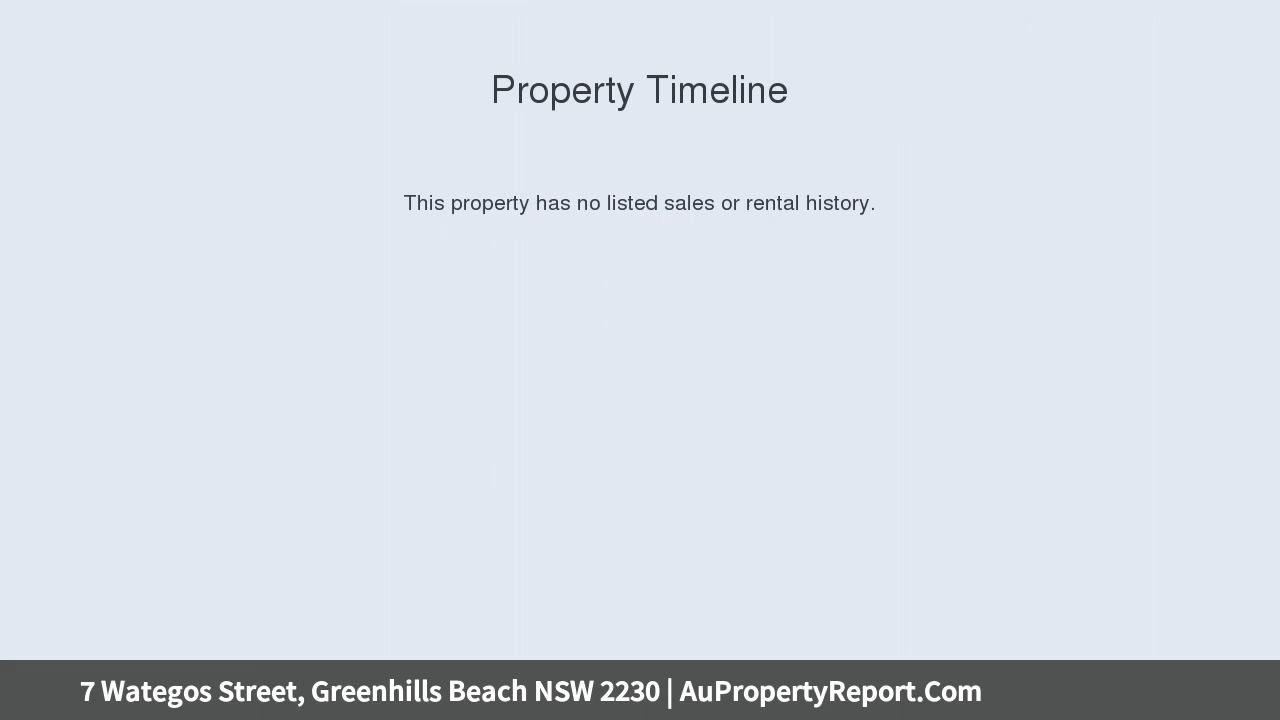 Property Timeline
This property has no listed sales or rental history.
7 Wategos Street, Greenhills Beach NSW 2230 | AuPropertyReport.Com